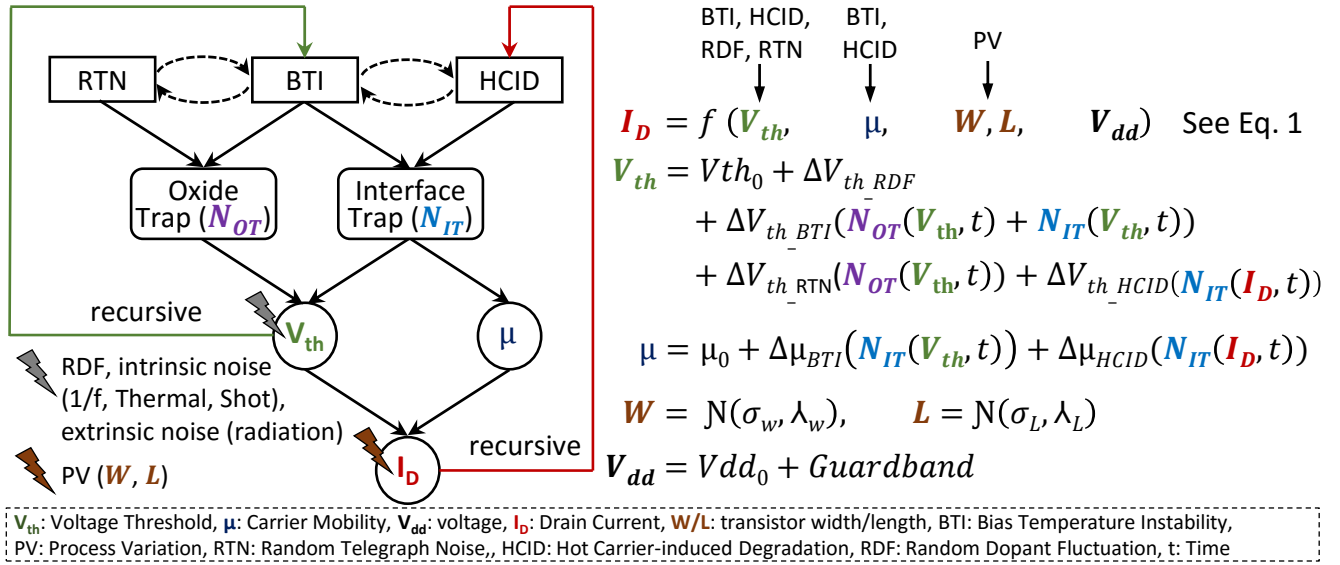 RTN
BTI
HCID
Oxide
Trap (N_OT)
Interface
Trap (N_IT)
recursive
V_th
μ
RDF, intrinsic noise
(1/f, Thermal, Shot),
extrinsic noise (radiation)
PV (W, L)
I_D
recursive
BTI, HCID,
RDF, RTN
BTI,
HCID
PV
I_D = f (V_th, μ, W, L, V_dd) See Eq. 1
V_th = Vth_0 + ΔV_th_RDF
+ ΔV_th_BTI(N_OT(V_th, t) + N_IT(V_th, t))
+ ΔV_th_RTN(N_OT(V_th, t)) + ΔV_th_HCID(N_IT(I_D, t))
μ = μ_0 + Δμ_BTI(N_IT(V_th, t)) + Δμ_HCID(N_IT(I_D, t))
W = N(σ_w, λ_w), L = N(σ_L, λ_L)
V_dd = Vdd_0 + Guardband
V_th: Voltage Threshold, μ: Carrier Mobility, V_dd: voltage, I_D: Drain Current, W/L: transistor width/length, BTI: Bias Temperature Instability,
PV: Process Variation, RTN: Random Telegraph Noise,, HCID: Hot Carrier-induced Degradation, RDF: Random Dopant Fluctuation, t: Time